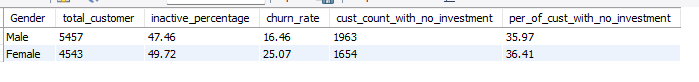 Gender total_customer inactive_percentage churn_rate cust_count_with_no_investment per_of_cust_with_no_investment
Male 5457 47.46 16.46 1963 35.97
Female 4543 49.72 25.07 1654 36.41